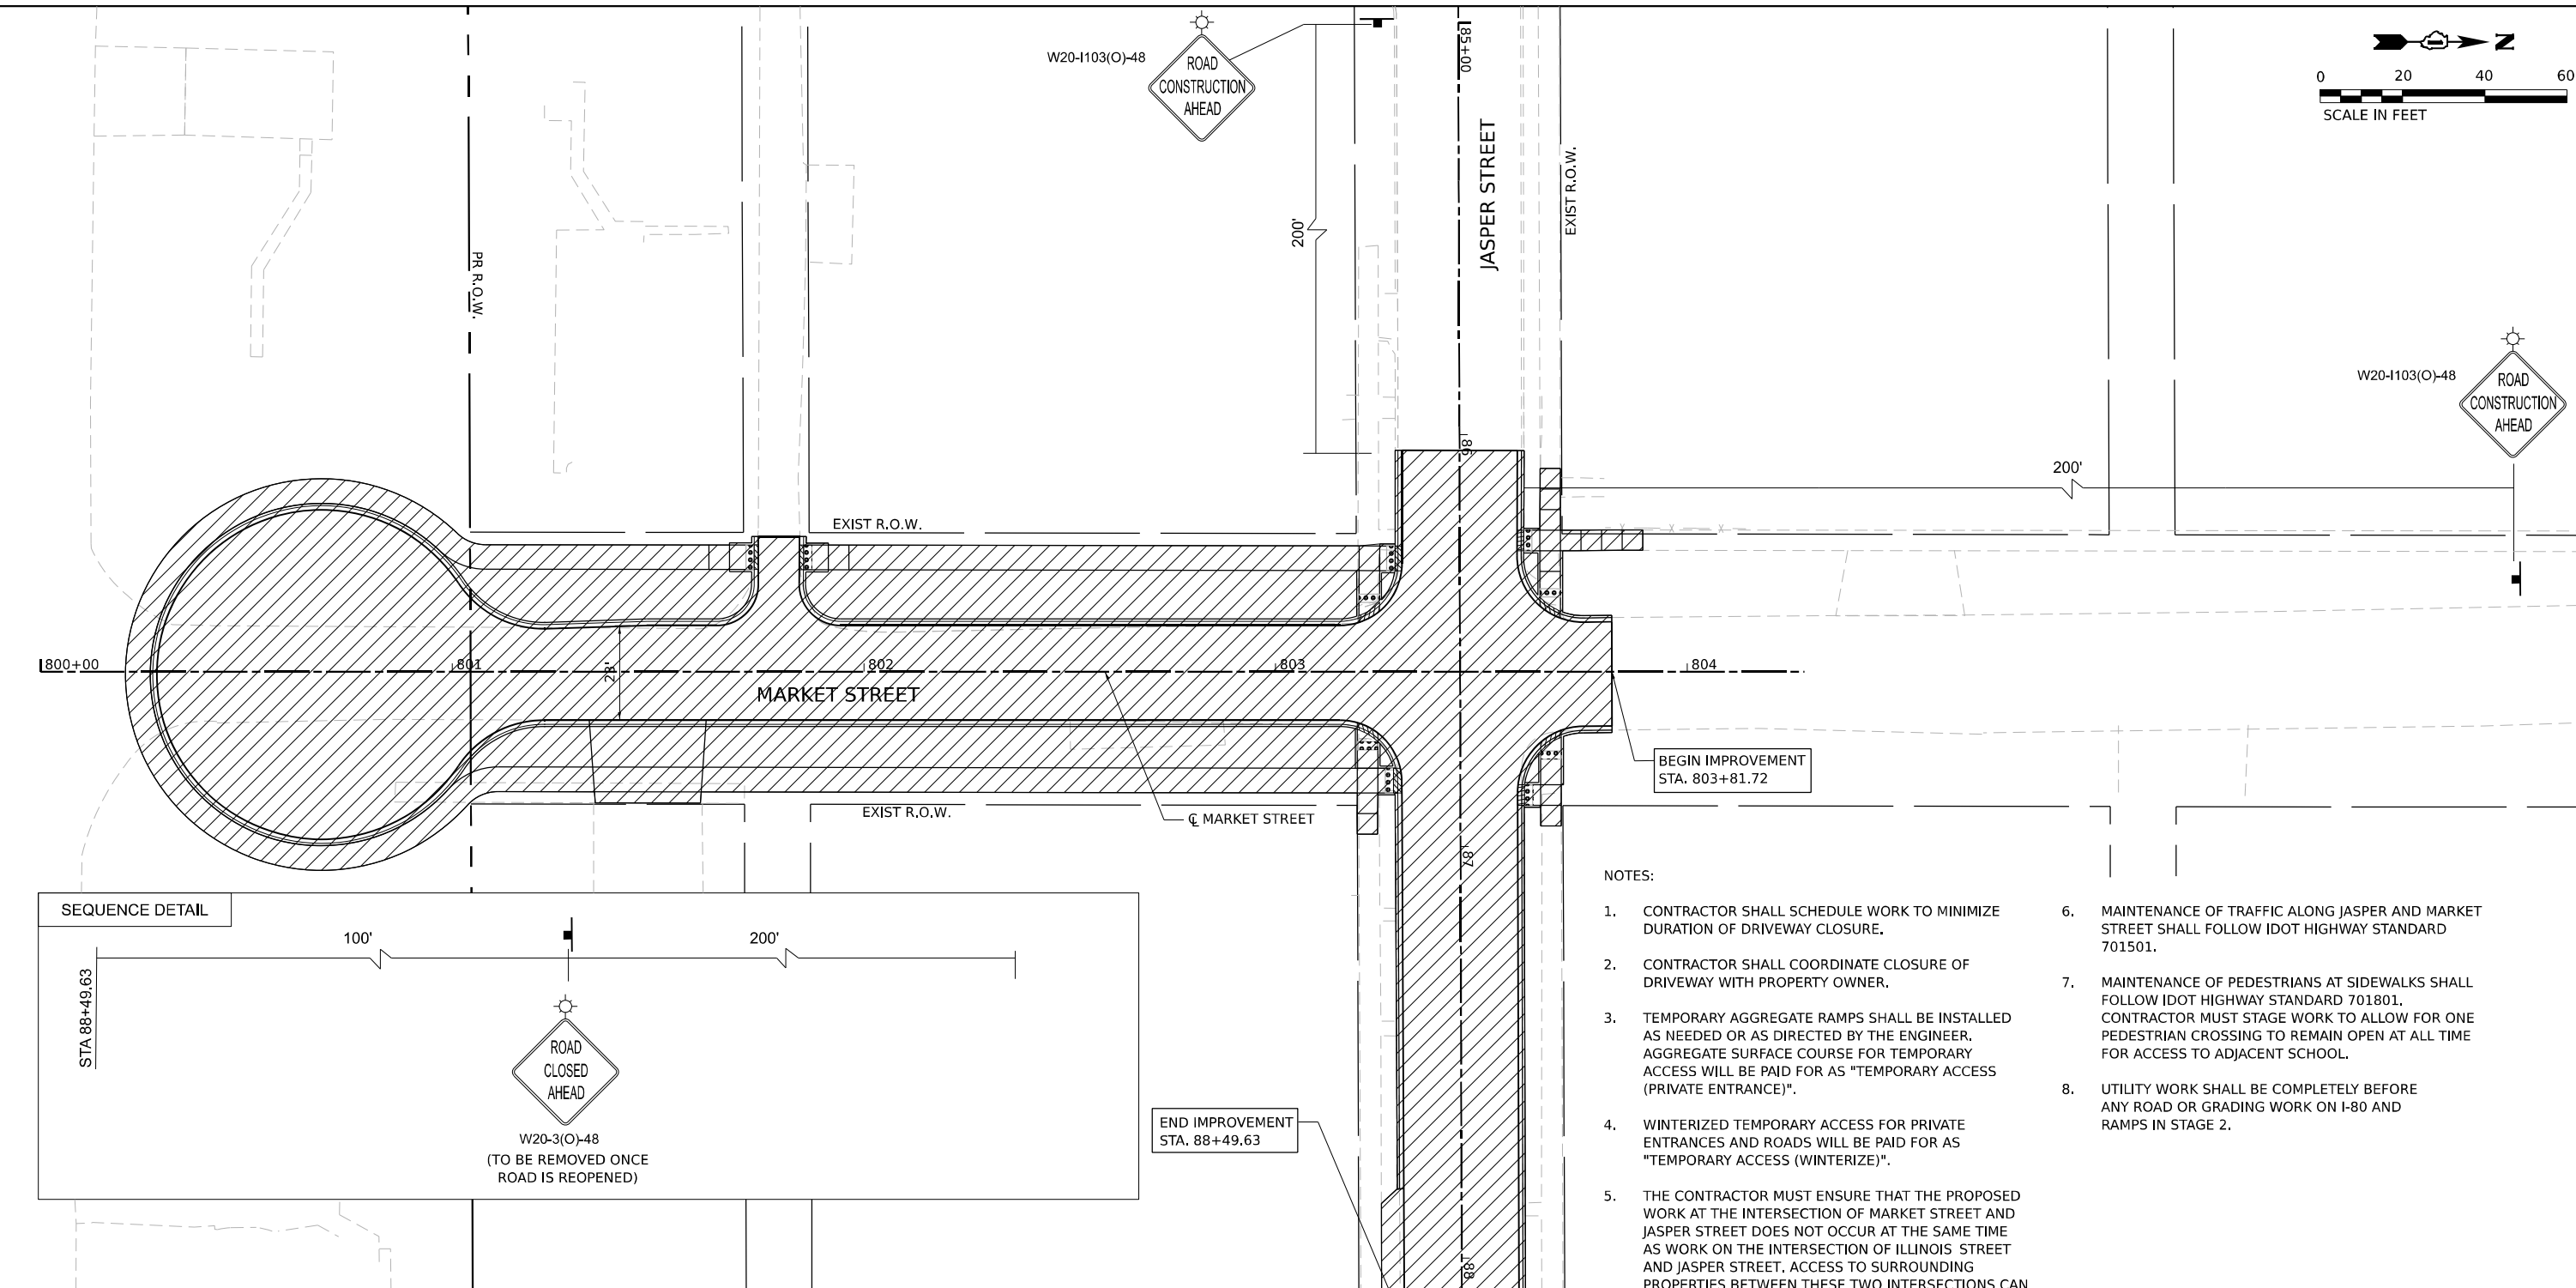 W20-I103(O)-48
ROAD
CONSTRUCTION
AHEAD
200'
85+00
JASPER STREET
EXIST R.O.W.
N
0 20 40 60
SCALE IN FEET
W20-I103(O)-48
ROAD
CONSTRUCTION
AHEAD
200'
PR R.O.W.
86
EXIST R.O.W.
800+00
801
802
803
804
28'
MARKET STREET
EXIST R.O.W.
℄ MARKET STREET
BEGIN IMPROVEMENT
STA. 803+81.72
87
SEQUENCE DETAIL
100'
200'
STA 88+49.63
ROAD
CLOSED
AHEAD
W20-3(O)-48
(TO BE REMOVED ONCE
ROAD IS REOPENED)
END IMPROVEMENT
STA. 88+49.63
88
NOTES:
1. CONTRACTOR SHALL SCHEDULE WORK TO MINIMIZE
DURATION OF DRIVEWAY CLOSURE.
2. CONTRACTOR SHALL COORDINATE CLOSURE OF
DRIVEWAY WITH PROPERTY OWNER.
3. TEMPORARY AGGREGATE RAMPS SHALL BE INSTALLED
AS NEEDED OR AS DIRECTED BY THE ENGINEER.
AGGREGATE SURFACE COURSE FOR TEMPORARY
ACCESS WILL BE PAID FOR AS "TEMPORARY ACCESS
(PRIVATE ENTRANCE)".
4. WINTERIZED TEMPORARY ACCESS FOR PRIVATE
ENTRANCES AND ROADS WILL BE PAID FOR AS
"TEMPORARY ACCESS (WINTERIZE)".
5. THE CONTRACTOR MUST ENSURE THAT THE PROPOSED
WORK AT THE INTERSECTION OF MARKET STREET AND
JASPER STREET DOES NOT OCCUR AT THE SAME TIME
AS WORK ON THE INTERSECTION OF ILLINOIS STREET
AND JASPER STREET. ACCESS TO SURROUNDING
PROPERTIES BETWEEN THESE TWO INTERSECTIONS CAN
6. MAINTENANCE OF TRAFFIC ALONG JASPER AND MARKET
STREET SHALL FOLLOW IDOT HIGHWAY STANDARD
701501.
7. MAINTENANCE OF PEDESTRIANS AT SIDEWALKS SHALL
FOLLOW IDOT HIGHWAY STANDARD 701801.
CONTRACTOR MUST STAGE WORK TO ALLOW FOR ONE
PEDESTRIAN CROSSING TO REMAIN OPEN AT ALL TIME
FOR ACCESS TO ADJACENT SCHOOL.
8. UTILITY WORK SHALL BE COMPLETELY BEFORE
ANY ROAD OR GRADING WORK ON I-80 AND
RAMPS IN STAGE 2.